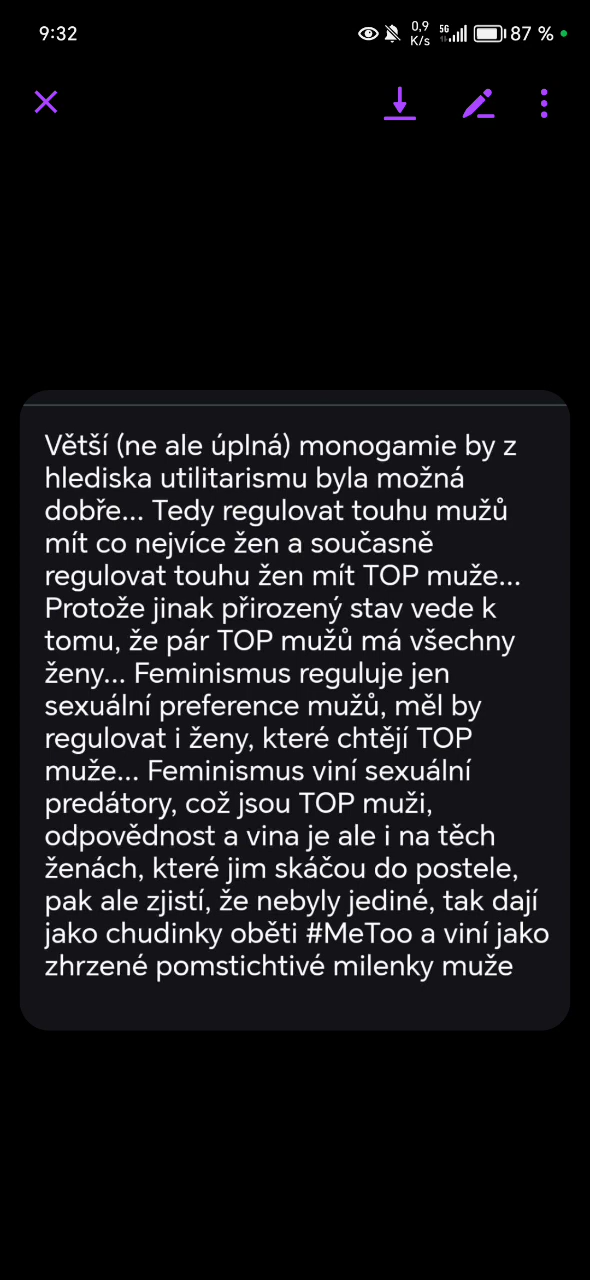 9:32
0,9
K/s
5G
87 %
Větší (ne ale úplná) monogamie by z
hlediska utilitarismu byla možná
dobře... Tedy regulovat touhu mužů
mít co nejvíce žen a současně
regulovat touhu žen mít TOP muže...
Protože jinak přirozený stav vede k
tomu, že pár TOP mužů má všechny
ženy... Feminismus reguluje jen
sexuální preference mužů, měl by
regulovat i ženy, které chtějí TOP
muže... Feminismus viní sexuální
predátory, což jsou TOP muži,
odpovědnost a vina je ale i na těch
ženách, které jim skáčou do postele,
pak ale zjistí, že nebyly jediné, tak dají
jako chudinky oběti #MeToo a viní jako
zhrzené pomstichtivé milenky muže